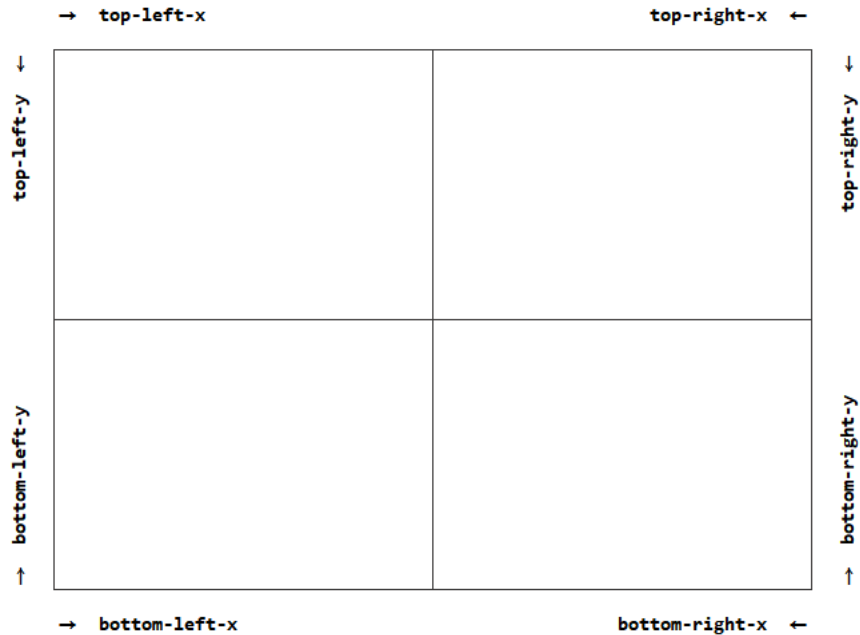 → top-left-x
top-right-x ←
top-left-y ↓
top-right-y ↓
bottom-left-y ↑
bottom-right-y ↑
→ bottom-left-x
bottom-right-x ←